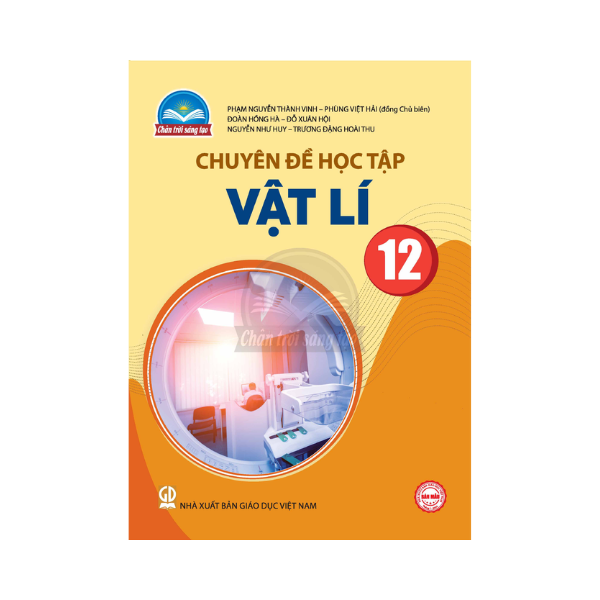 Chân trời sáng tạo
PHẠM NGUYỄN THÀNH VINH – PHÙNG VIỆT HẢI (đồng Chủ biên)
ĐOÀN HỒNG HÀ – ĐỖ XUÂN HỘI
NGUYỄN NHƯ HUY – TRƯƠNG ĐẶNG HOÀI THU
CHUYÊN ĐỀ HỌC TẬP
VẬT LÍ
12
Chân trời sáng tạo
GD
NHÀ XUẤT BẢN GIÁO DỤC VIỆT NAM
BẢN MẪU